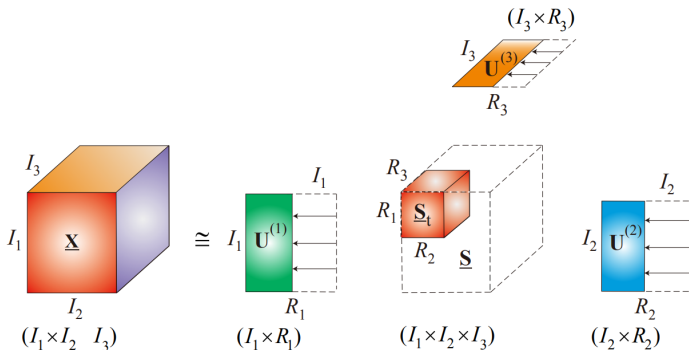 (I₃ × R₃)
I₃
U⁽³⁾
R₃
I₃
I₁
X
I₂
(I₁ × I₂ I₃)
≅
I₁
I₁
U⁽¹⁾
R₁
(I₁ × R₁)
R₃
R₁
S_t
R₂
S
(I₁ × I₂ × I₃)
I₂
I₂
U⁽²⁾
R₂
(I₂ × R₂)